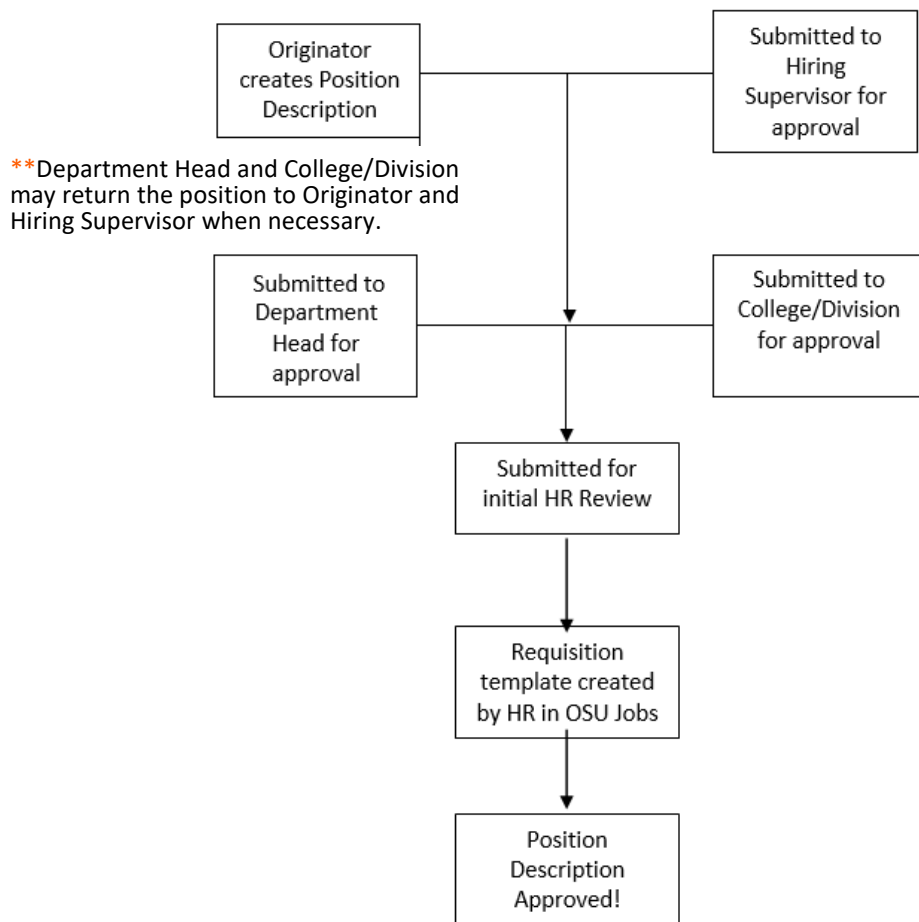 Originator
creates Position
Description
Submitted to
Hiring
Supervisor for
approval
**Department Head and College/Division
may return the position to Originator and
Hiring Supervisor when necessary.
Submitted to
Department
Head for
approval
Submitted to
College/Division
for approval
Submitted for
initial HR Review
Requisition
template created
by HR in OSU Jobs
Position
Description
Approved!